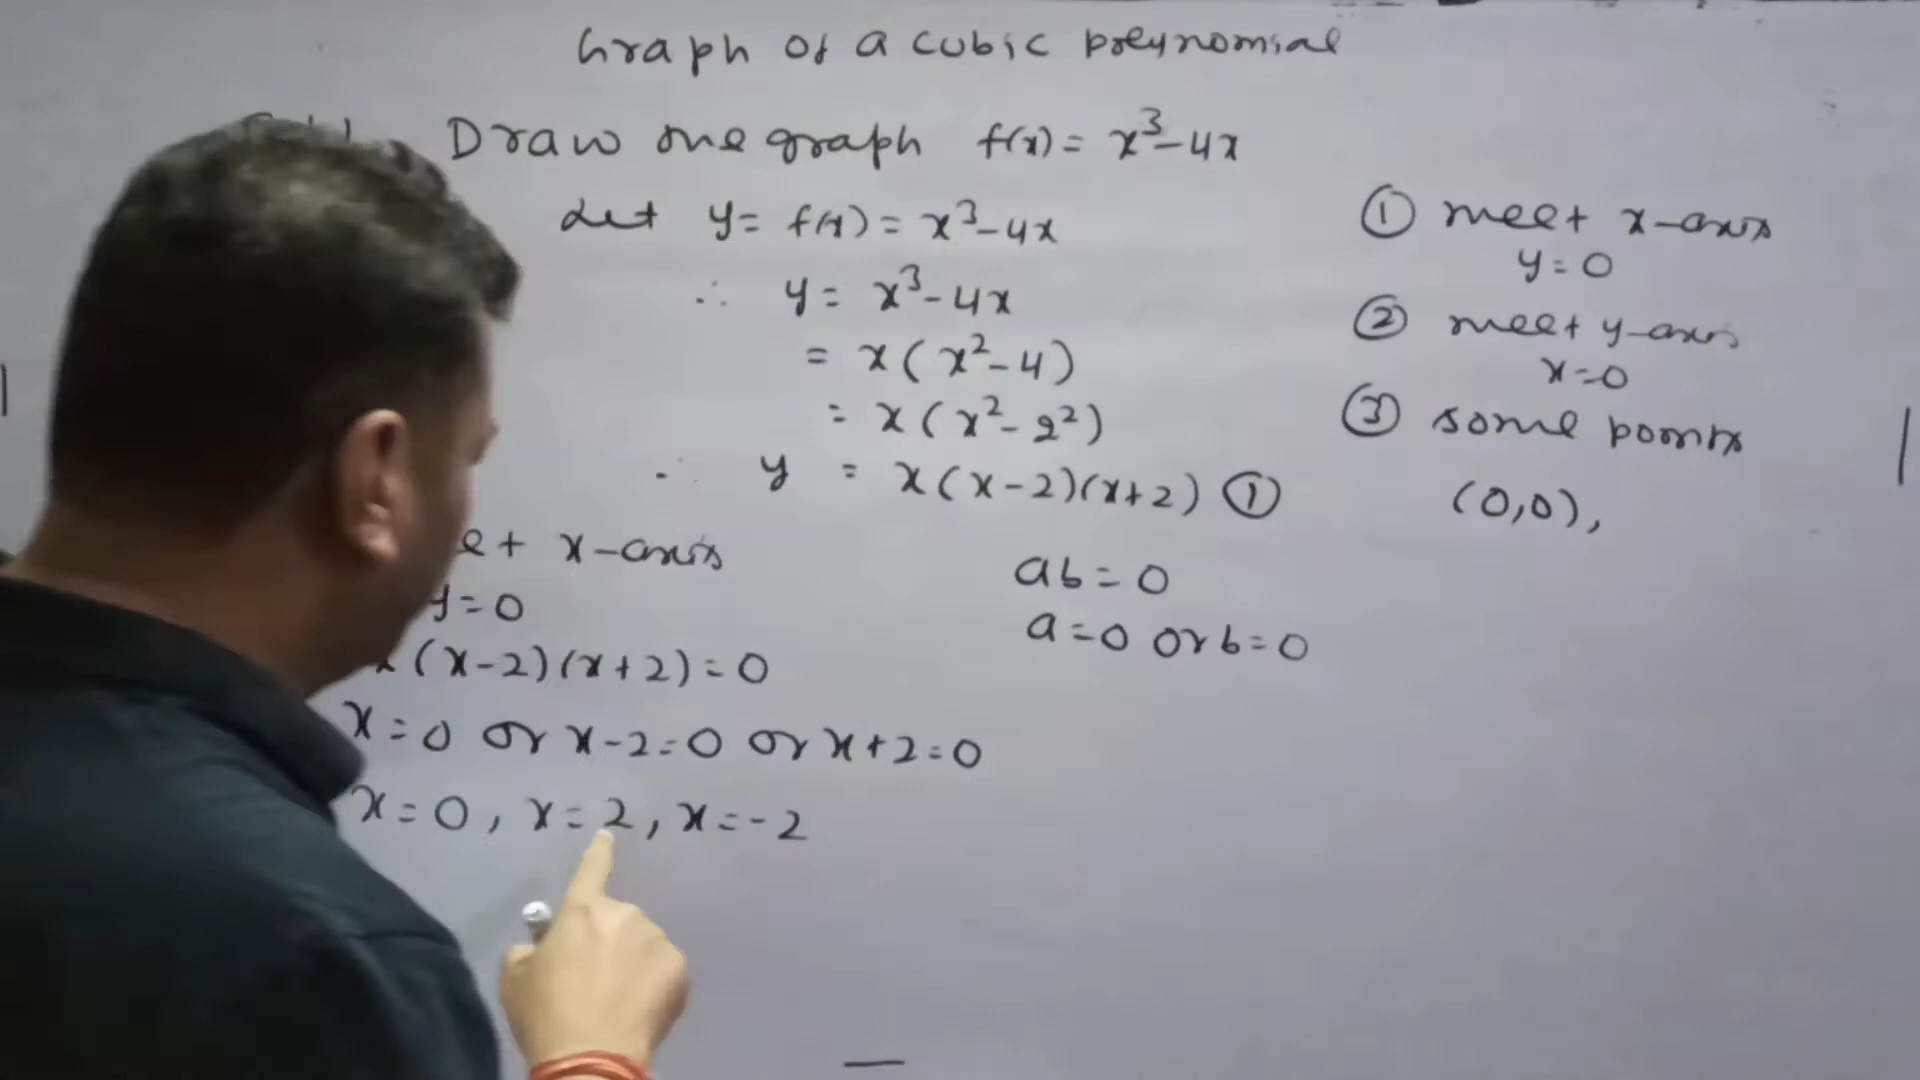 Graph of a cubic polynomial
Draw the graph f(x) = x³-4x
Let y = f(x) = x³-4x
∴ y = x³-4x
= x(x²-4)
= x(x²-2²)
∴ y = x(x-2)(x+2) ①
x-axis
y=0
x(x-2)(x+2)=0
x=0 or x-2=0 or x+2=0
x=0, x=2, x=-2
ab=0
a=0 or b=0
① meet x-axis
y=0
② meet y-axis
x=0
③ some points
(0,0),